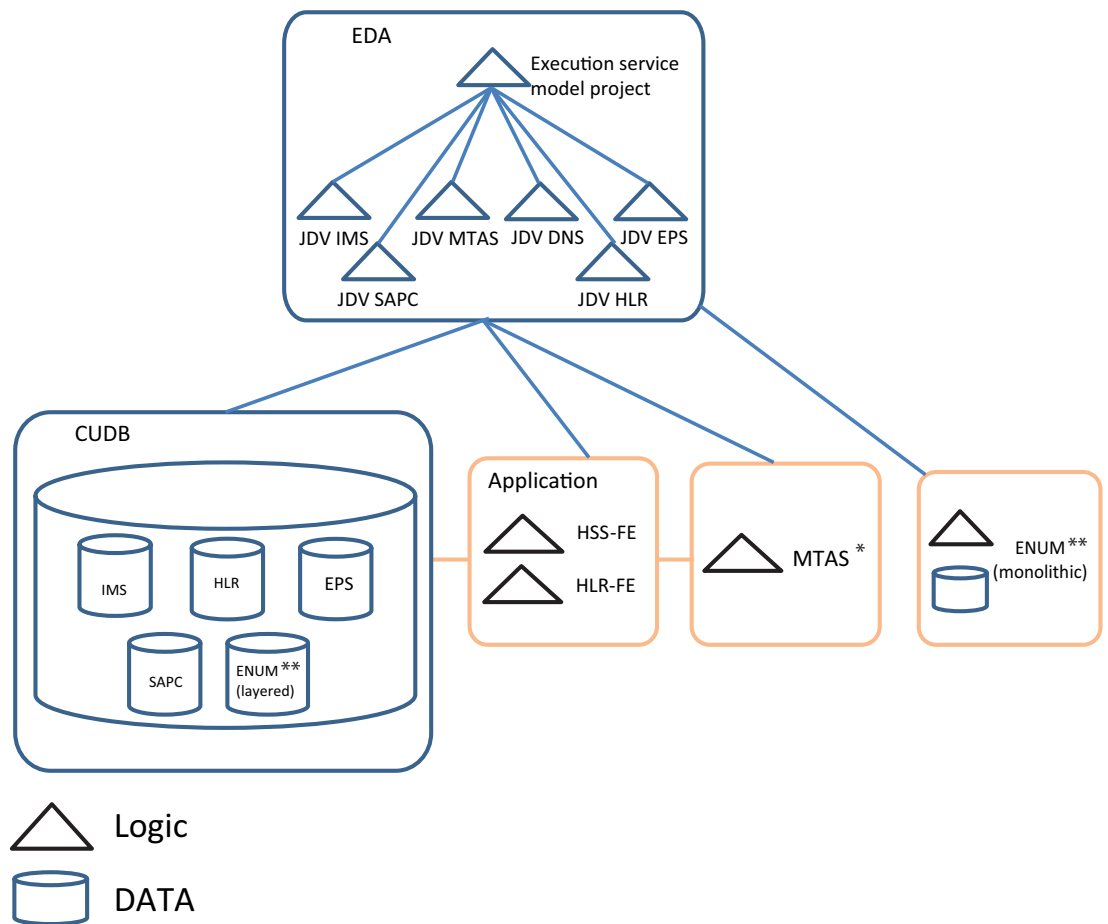 EDA
Execution service
model project
JDV IMS
JDV MTAS
JDV DNS
JDV EPS
JDV SAPC
JDV HLR
CUDB
IMS
HLR
EPS
SAPC
ENUM**
(layered)
Application
HSS-FE
HLR-FE
MTAS*
ENUM**
(monolithic)
Logic
DATA